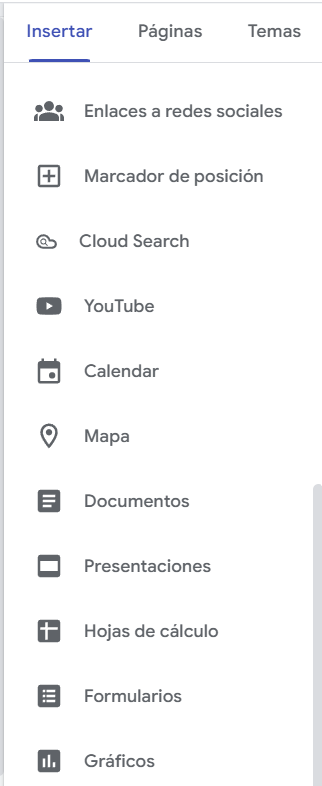 Insertar Páginas Temas
Enlaces a redes sociales
Marcador de posición
Cloud Search
YouTube
Calendar
Mapa
Documentos
Presentaciones
Hojas de cálculo
Formularios
Gráficos